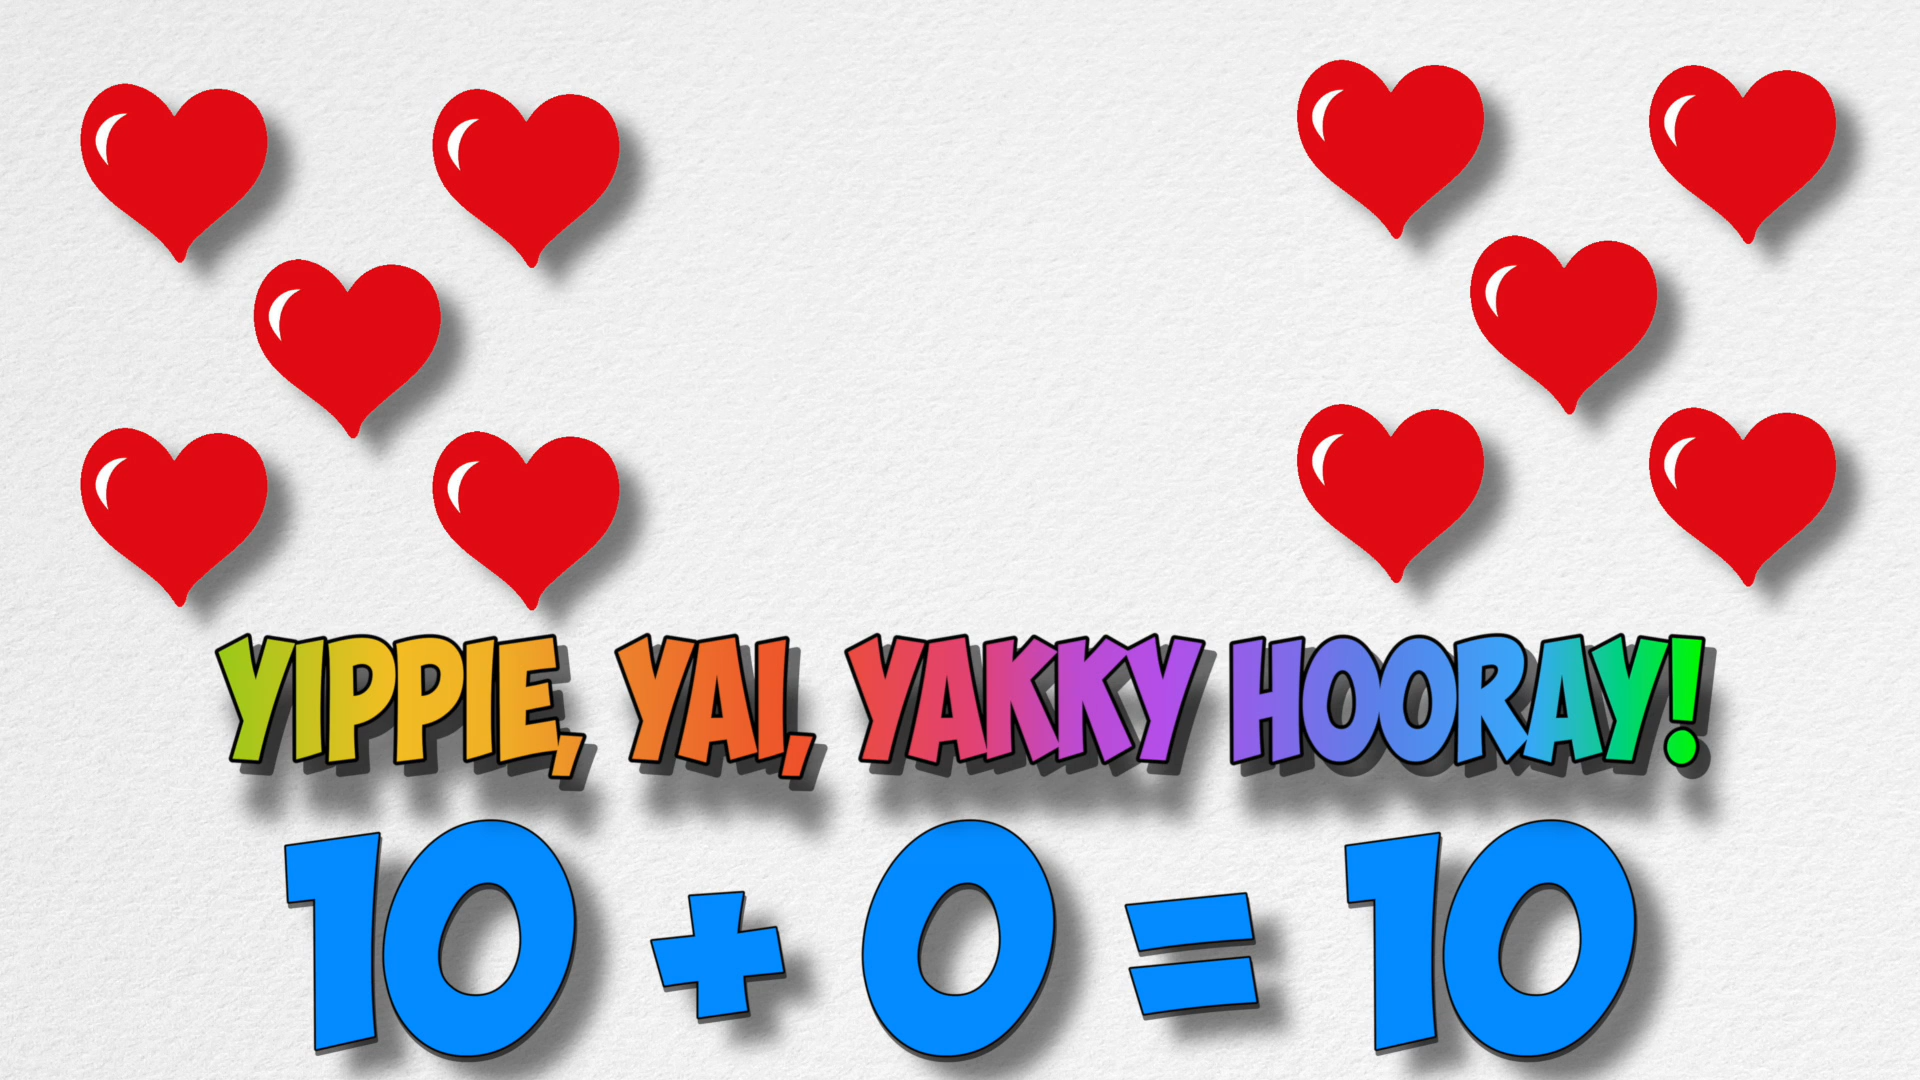 YIPPIE, YAI, YAKKY HOORAY!
10 + 0 = 10